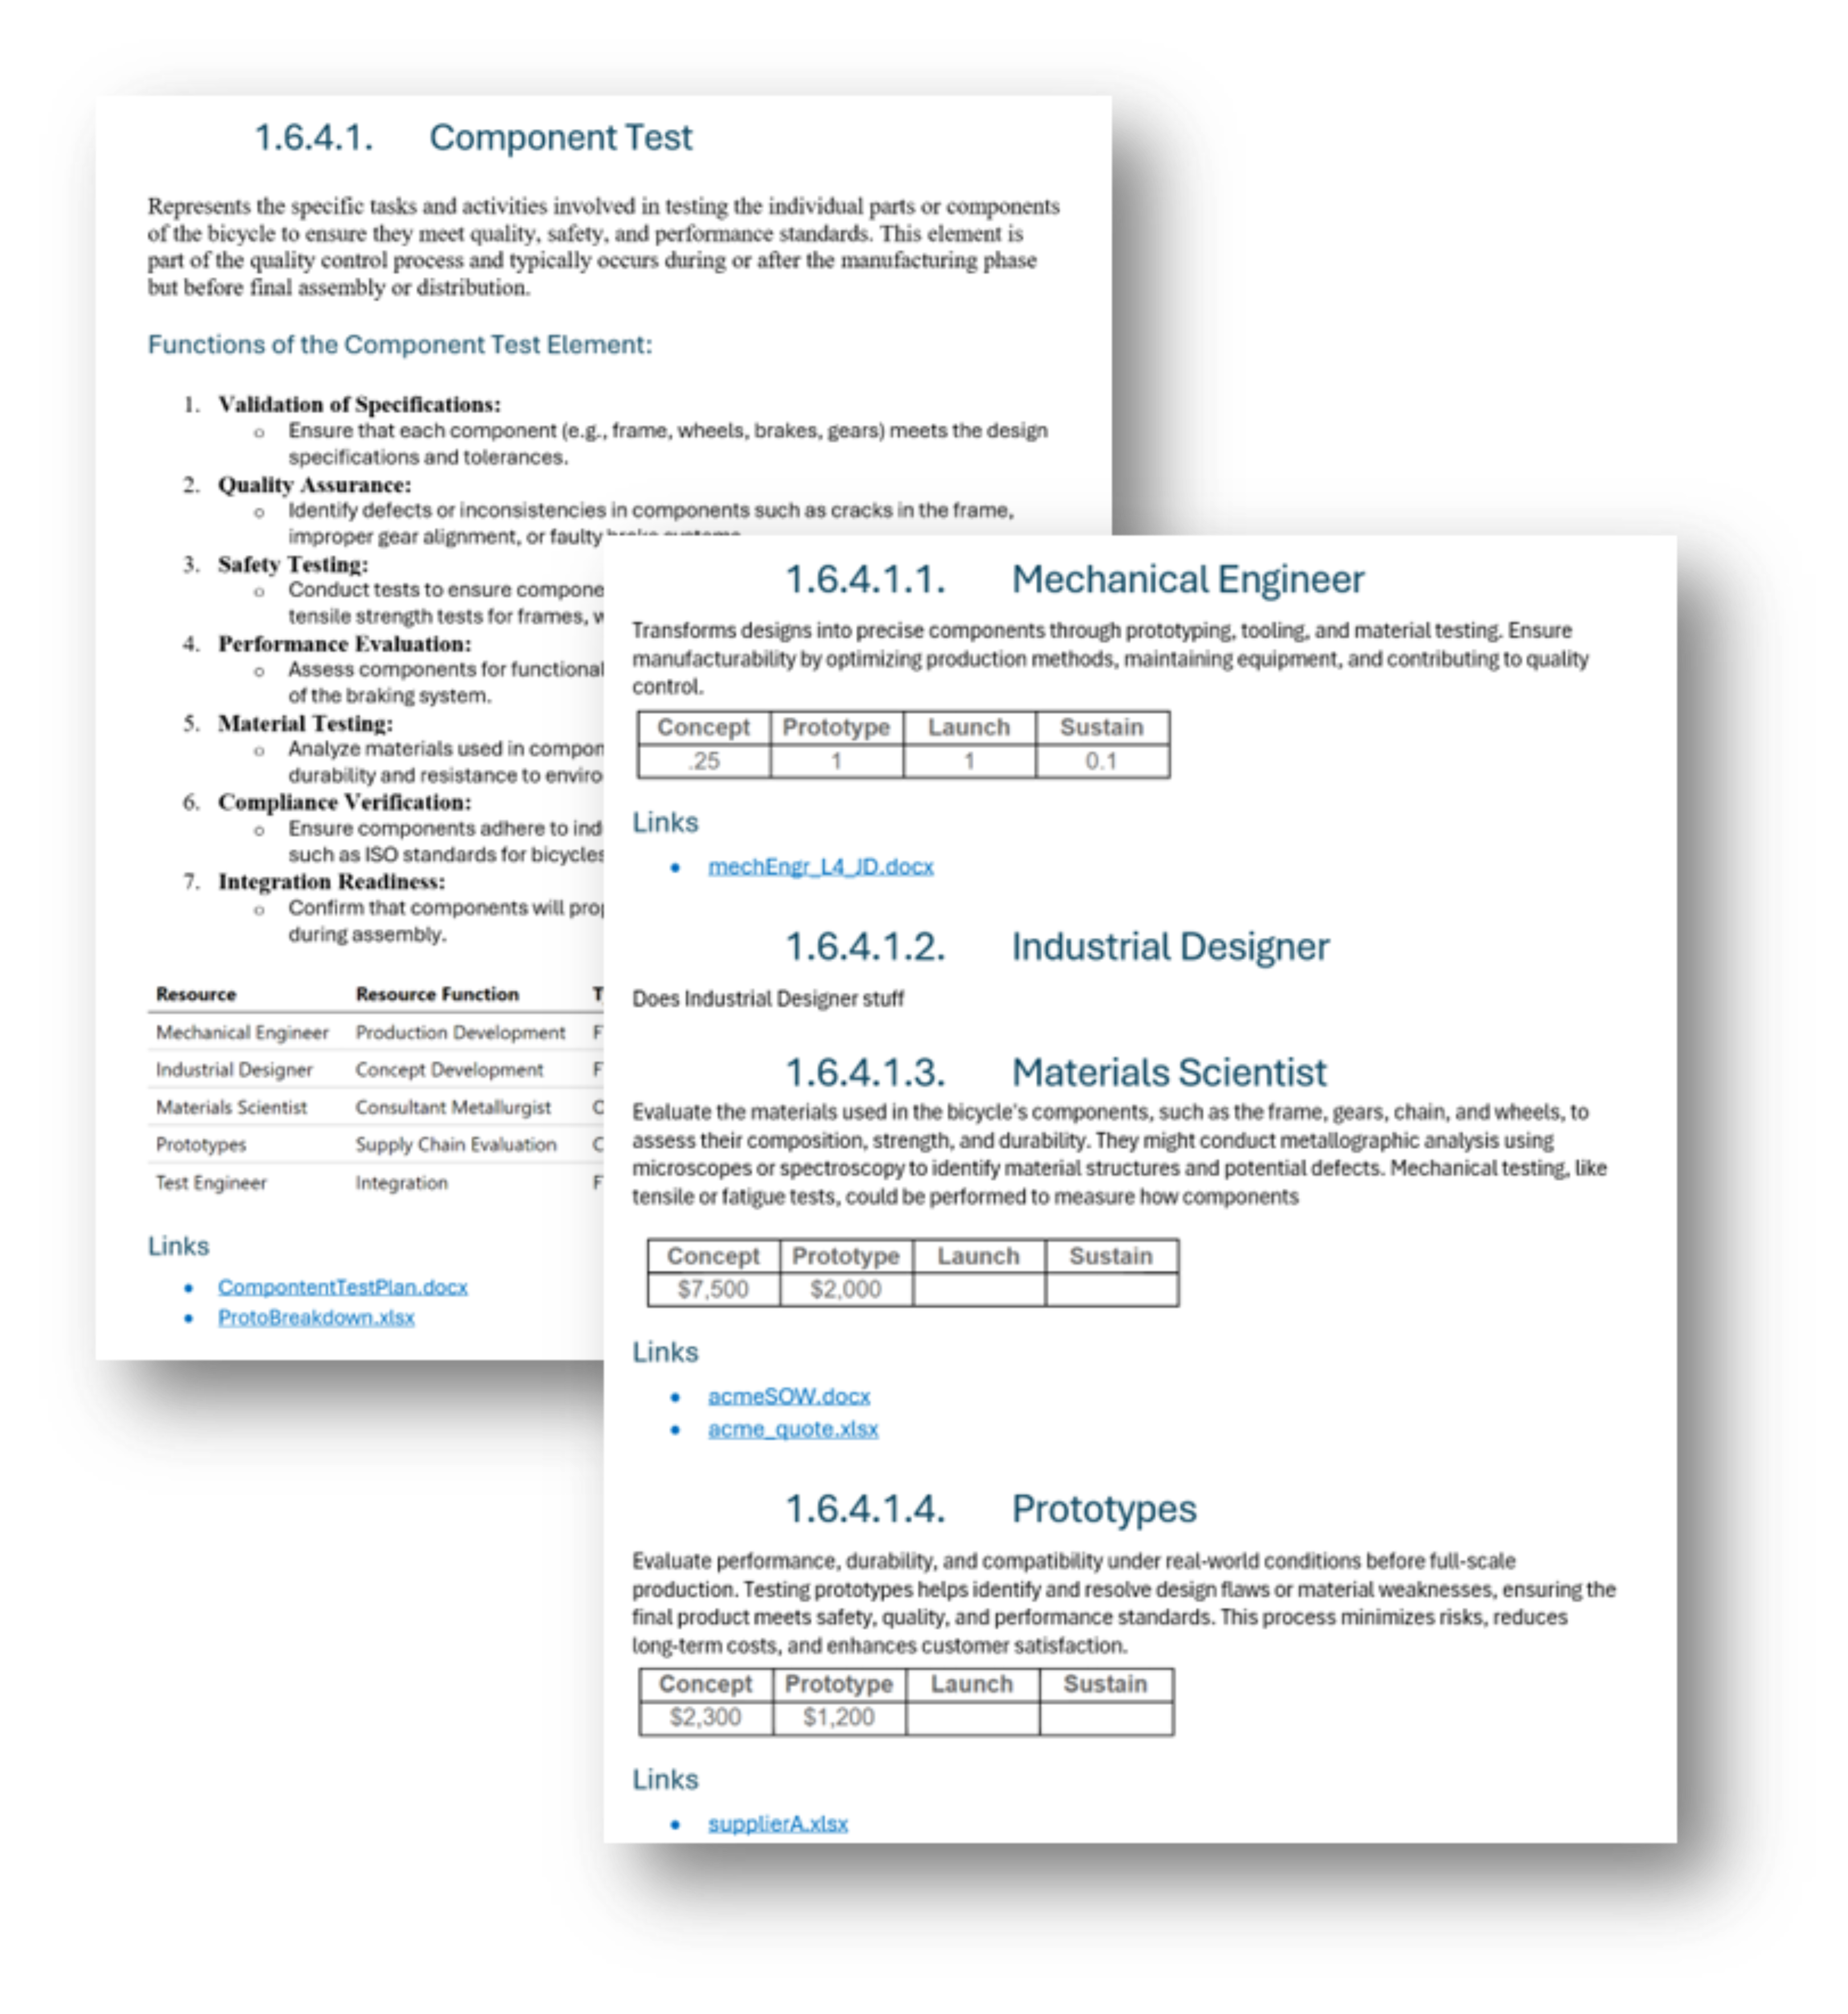 1.6.4.1. Component Test
Represents the specific tasks and activities involved in testing the individual parts or components
of the bicycle to ensure they meet quality, safety, and performance standards. This element is
part of the quality control process and typically occurs during or after the manufacturing phase
but before final assembly or distribution.
Functions of the Component Test Element:
1. Validation of Specifications:
o Ensure that each component (e.g., frame, wheels, brakes, gears) meets the design
specifications and tolerances.
2. Quality Assurance:
o Identify defects or inconsistencies in components such as cracks in the frame,
improper gear alignment, or faulty
3. Safety Testing:
o Conduct tests to ensure compone
tensile strength tests for frames, w
4. Performance Evaluation:
o Assess components for functional
of the braking system.
5. Material Testing:
o Analyze materials used in compon
durability and resistance to enviro
6. Compliance Verification:
o Ensure components adhere to ind
such as ISO standards for bicycles
7. Integration Readiness:
o Confirm that components will prop
during assembly.
Resource Resource Function T
Mechanical Engineer Production Development F
Industrial Designer Concept Development F
Materials Scientist Consultant Metallurgist C
Prototypes Supply Chain Evaluation C
Test Engineer Integration F
Links
• CompontentTestPlan.docx
• ProtoBreakdown.xlsx
1.6.4.1.1. Mechanical Engineer
Transforms designs into precise components through prototyping, tooling, and material testing. Ensure
manufacturability by optimizing production methods, maintaining equipment, and contributing to quality
control.
Concept Prototype Launch Sustain
.25 1 1 0.1
Links
• mechEngr_L4_JD.docx
1.6.4.1.2. Industrial Designer
Does Industrial Designer stuff
1.6.4.1.3. Materials Scientist
Evaluate the materials used in the bicycle's components, such as the frame, gears, chain, and wheels, to
assess their composition, strength, and durability. They might conduct metallographic analysis using
microscopes or spectroscopy to identify material structures and potential defects. Mechanical testing, like
tensile or fatigue tests, could be performed to measure how components
Concept Prototype Launch Sustain
$7,500 $2,000
Links
• acmeSOW.docx
• acme_quote.xlsx
1.6.4.1.4. Prototypes
Evaluate performance, durability, and compatibility under real-world conditions before full-scale
production. Testing prototypes helps identify and resolve design flaws or material weaknesses, ensuring the
final product meets safety, quality, and performance standards. This process minimizes risks, reduces
long-term costs, and enhances customer satisfaction.
Concept Prototype Launch Sustain
$2,300 $1,200
Links
• supplierA.xlsx